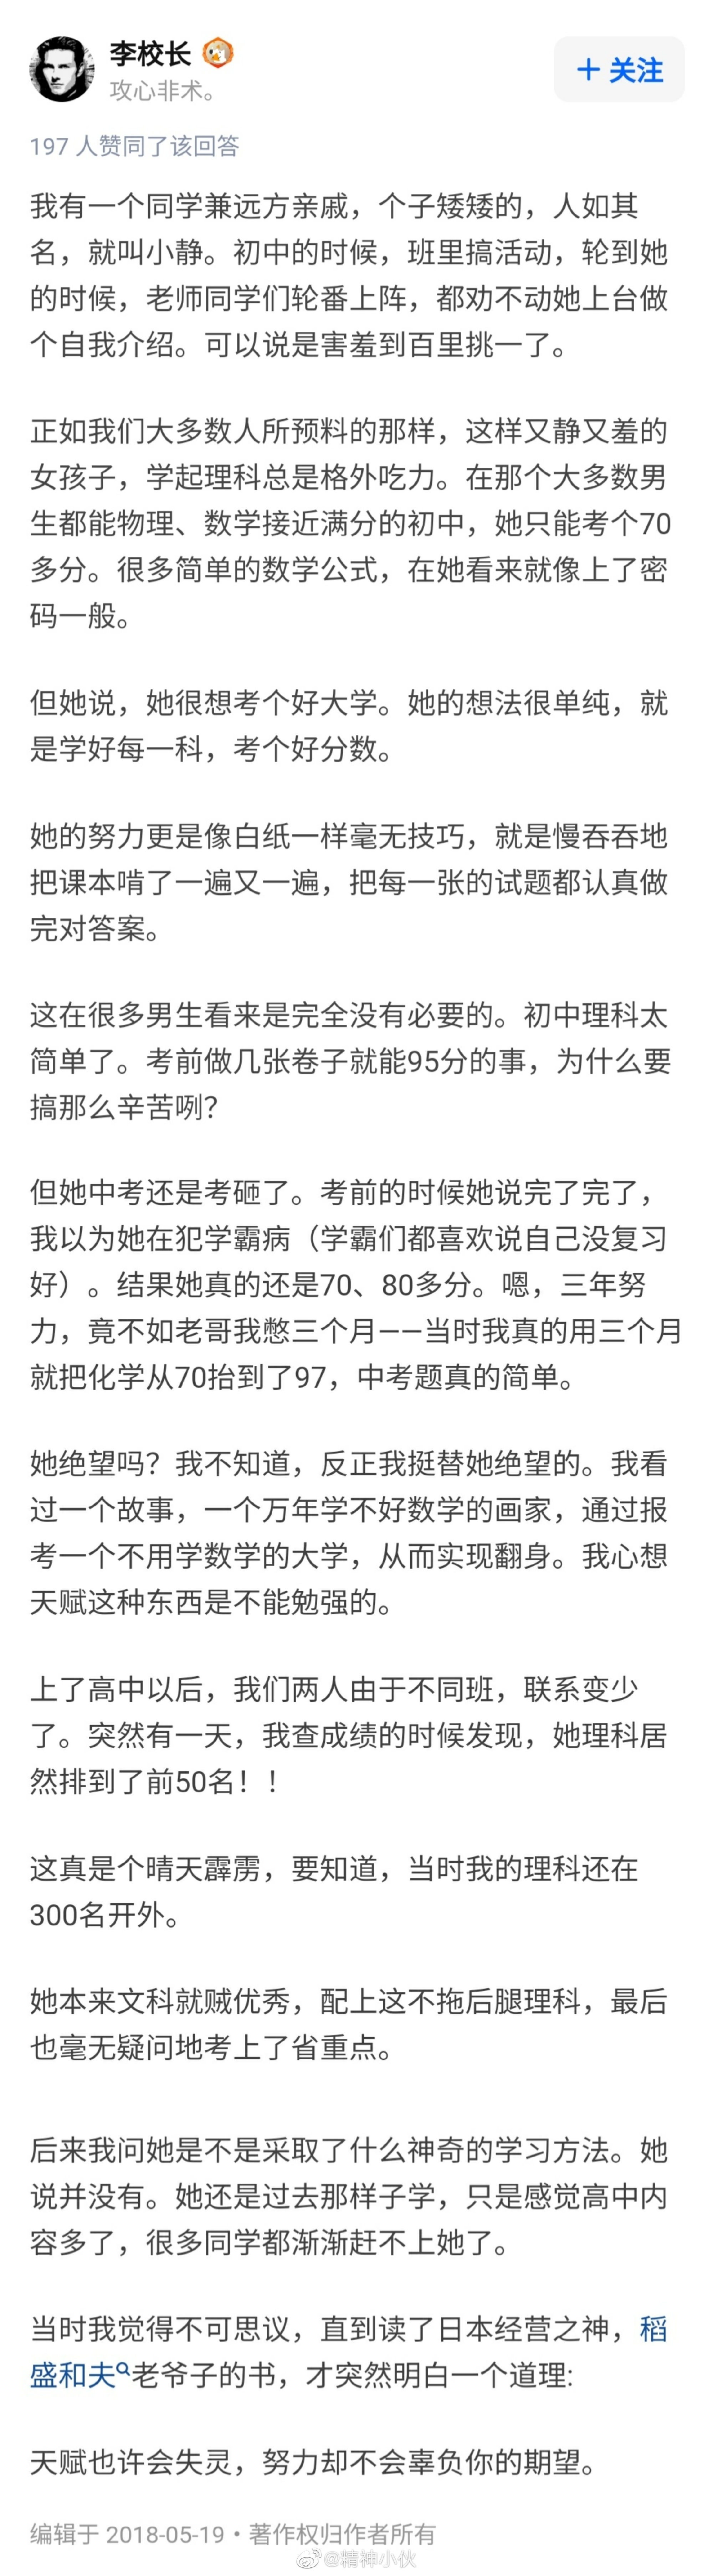 李校长
攻心非术。
+ 关注
197 人赞同了该回答
我有一个同学兼远方亲戚，个子矮矮的，人如其
名，就叫小静。初中的时候，班里搞活动，轮到她
的时候，老师同学们轮番上阵，都劝不动她上台做
个自我介绍。可以说是害羞到百里挑一了。
正如我们大多数人所预料的那样，这样又静又羞的
女孩子，学起理科总是格外吃力。在那个大多数男
生都能物理、数学接近满分的初中，她只能考个70
多分。很多简单的数学公式，在她看来就像上了密
码一般。
但她说，她很想考个好大学。她的想法很单纯，就
是学好每一科，考个好分数。
她的努力更是像白纸一样毫无技巧，就是慢吞吞地
把课本啃了一遍又一遍，把每一张的试题都认真做
完对答案。
这在很多男生看来是完全没有必要的。初中理科太
简单了。考前做几张卷子就能95分的事，为什么要
搞那么辛苦咧？
但她中考还是考砸了。考前的时候她说完了完了，
我以为她在犯学霸病（学霸们都喜欢说自己没复习
好）。结果她真的还是70、80多分。嗯，三年努
力，竟不如老哥我憋三个月——当时我真的用三个月
就把化学从70抬到了97，中考题真的简单。
她绝望吗？我不知道，反正我挺替她绝望的。我看
过一个故事，一个万年学不好数学的画家，通过报
考一个不用学数学的大学，从而实现翻身。我心想
天赋这种东西是不能勉强的。
上了高中以后，我们两人由于不同班，联系变少
了。突然有一天，我查成绩的时候发现，她理科居
然排到了前50名！！
这真是个晴天霹雳，要知道，当时我的理科还在
300名开外。
她本来文科就贼优秀，配上这不拖后腿理科，最后
也毫无疑问地考上了省重点。
后来我问她是不是采取了什么神奇的学习方法。她
说并没有。她还是过去那样子学，只是感觉高中内
容多了，很多同学都渐渐赶不上她了。
当时我觉得不可思议，直到读了日本经营之神，稻
盛和夫老爷子的书，才突然明白一个道理:
天赋也许会失灵，努力却不会辜负你的期望。
编辑于 2018-05-19・著作权归作者所有
@精神小伙